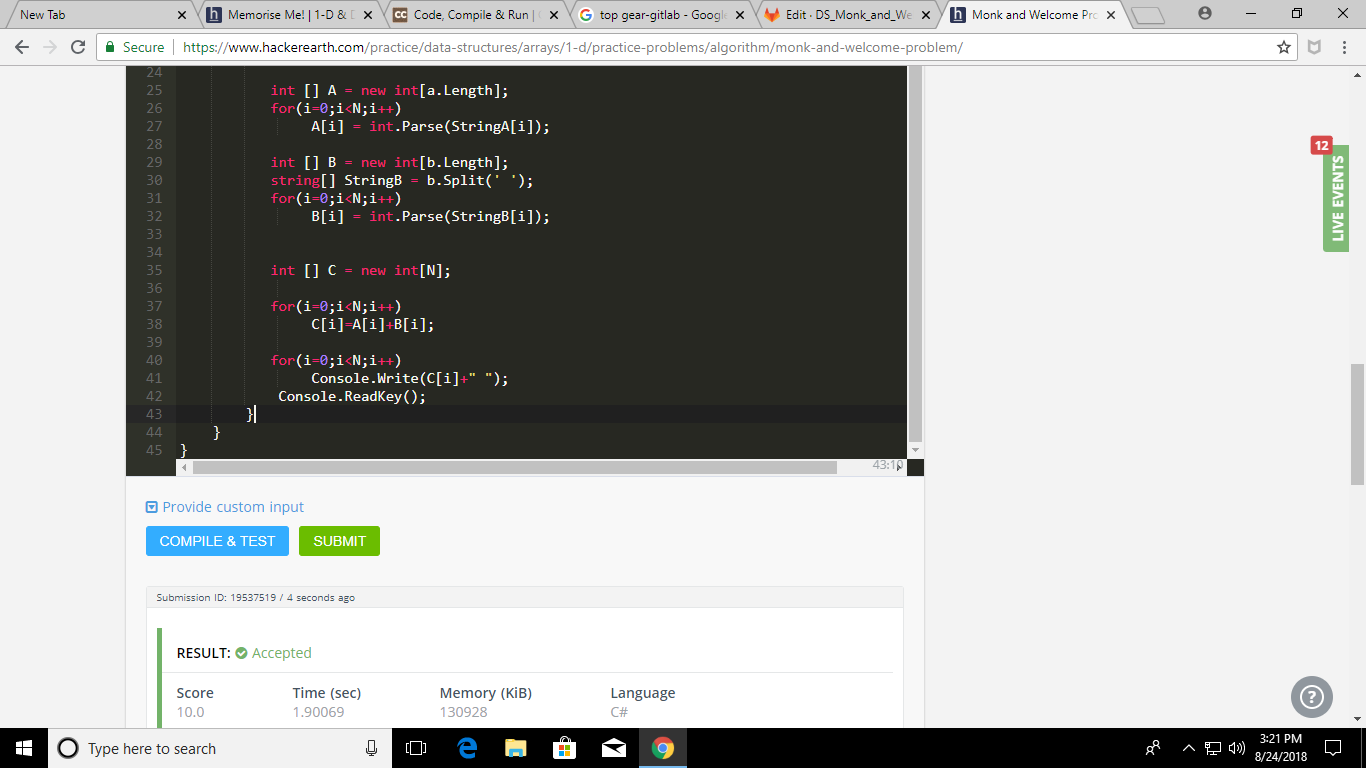 New Tab
Memorise Me! | 1-D & D
Code, Compile & Run |
top gear-gitlab - Google
Edit · DS_Monk_and_We
Monk and Welcome Pro
Secure
https://www.hackerearth.com/practice/data-structures/arrays/1-d/practice-problems/algorithm/monk-and-welcome-problem/
24
25 int [] A = new int[a.Length];
26 for(i=0;i<N;i++)
27 A[i] = int.Parse(StringA[i]);
28
29 int [] B = new int[b.Length];
30 string[] StringB = b.Split(' ');
31 for(i=0;i<N;i++)
32 B[i] = int.Parse(StringB[i]);
33
34
35 int [] C = new int[N];
36
37 for(i=0;i<N;i++)
38 C[i]=A[i]+B[i];
39
40 for(i=0;i<N;i++)
41 Console.Write(C[i]+" ");
42 Console.ReadKey();
43 }
44 }
45 }
43:10
12
LIVE EVENTS
Provide custom input
COMPILE & TEST SUBMIT
Submission ID: 19537519 / 4 seconds ago
RESULT: Accepted
Score Time (sec) Memory (KiB) Language
10.0 1.90069 130928 C#
?
Type here to search
3:21 PM
8/24/2018